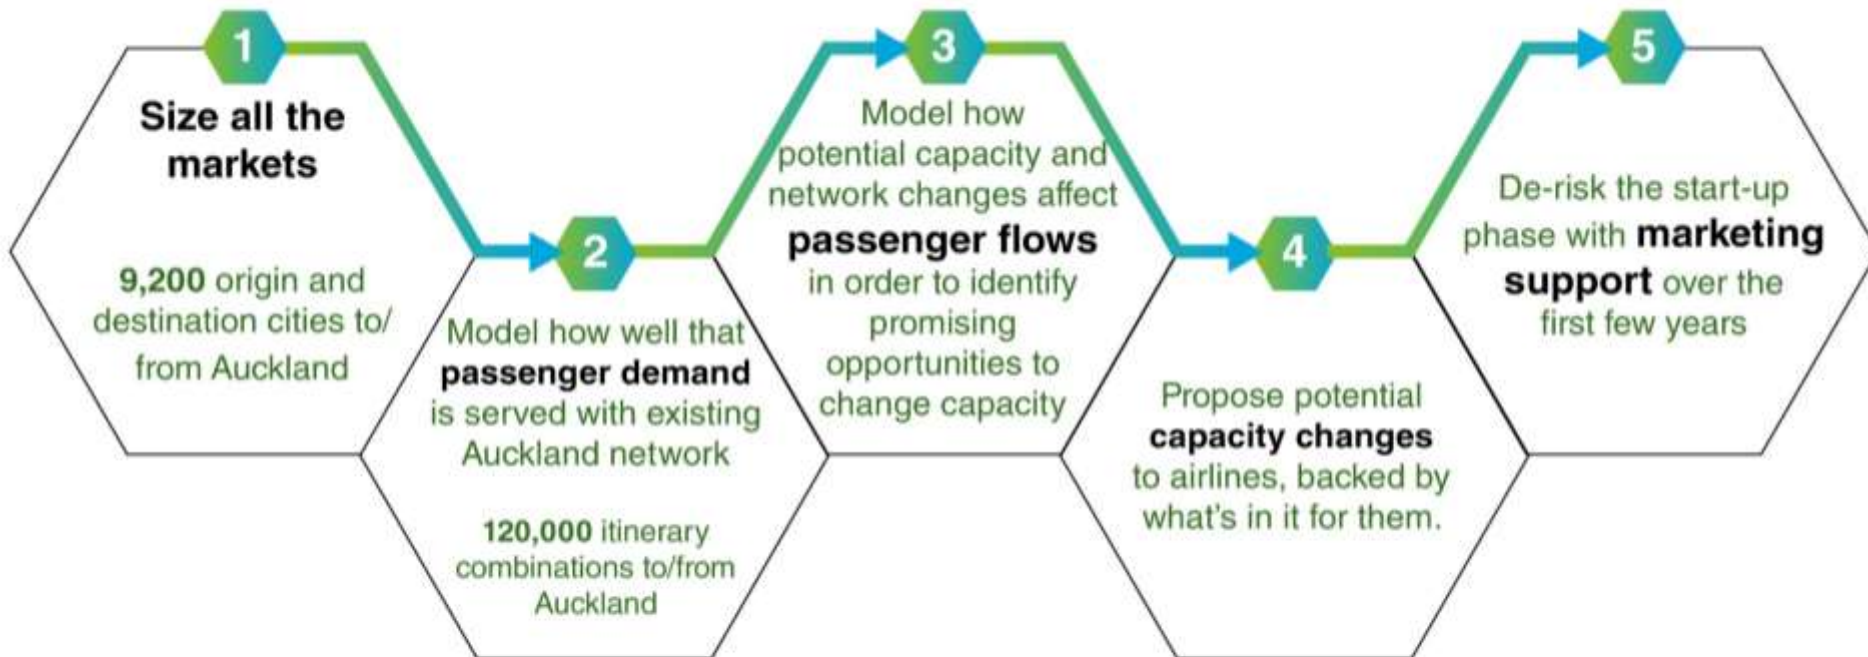 1
Size all the
markets
9,200 origin and
destination cities to/
from Auckland
2
Model how well that
passenger demand
is served with existing
Auckland network
120,000 itinerary
combinations to/from
Auckland
3
Model how
potential capacity and
network changes affect
passenger flows
in order to identify
promising
opportunities to
change capacity
4
Propose potential
capacity changes
to airlines, backed by
what's in it for them.
5
De-risk the start-up
phase with marketing
support over the
first few years